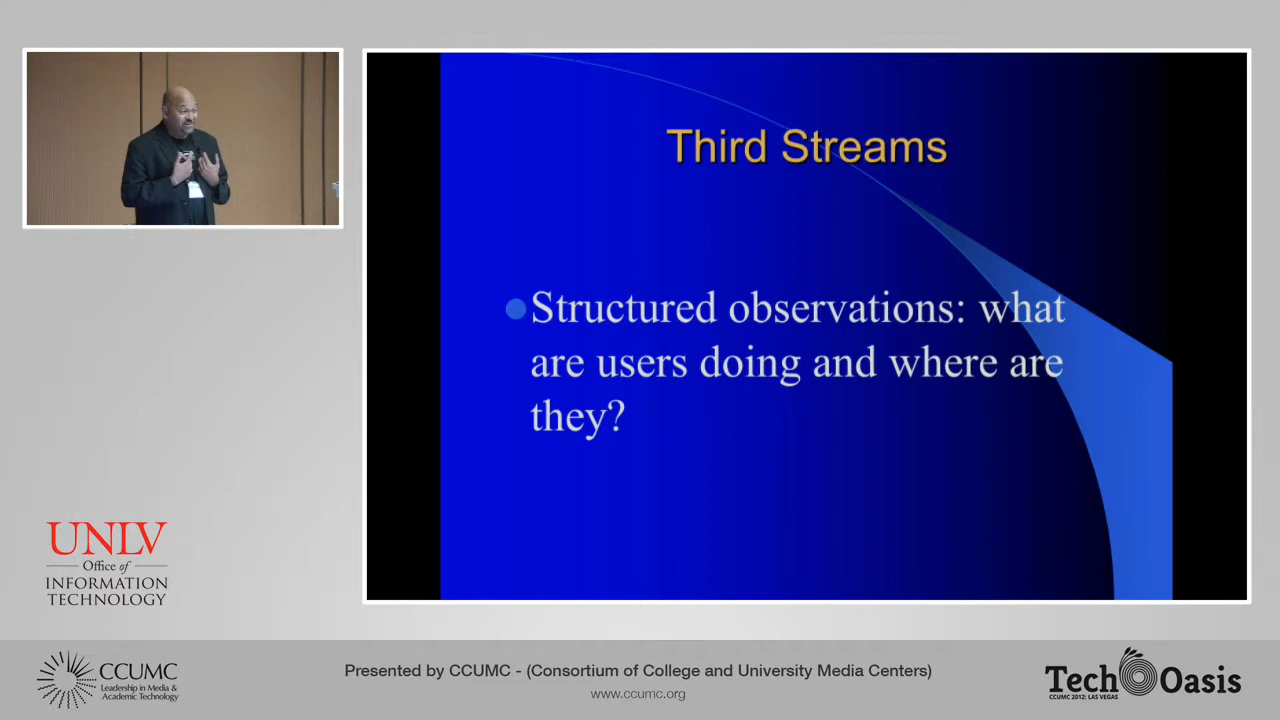 Third Streams
Structured observations: what
are users doing and where are
they?
UNLV
Office of
INFORMATION
TECHNOLOGY
CCUMC
Leadership in Media &
Academic Technology
Presented by CCUMC - (Consortium of College and University Media Centers)
www.ccumc.org
Tech Oasis
CCUMC 2012: LAS VEGAS